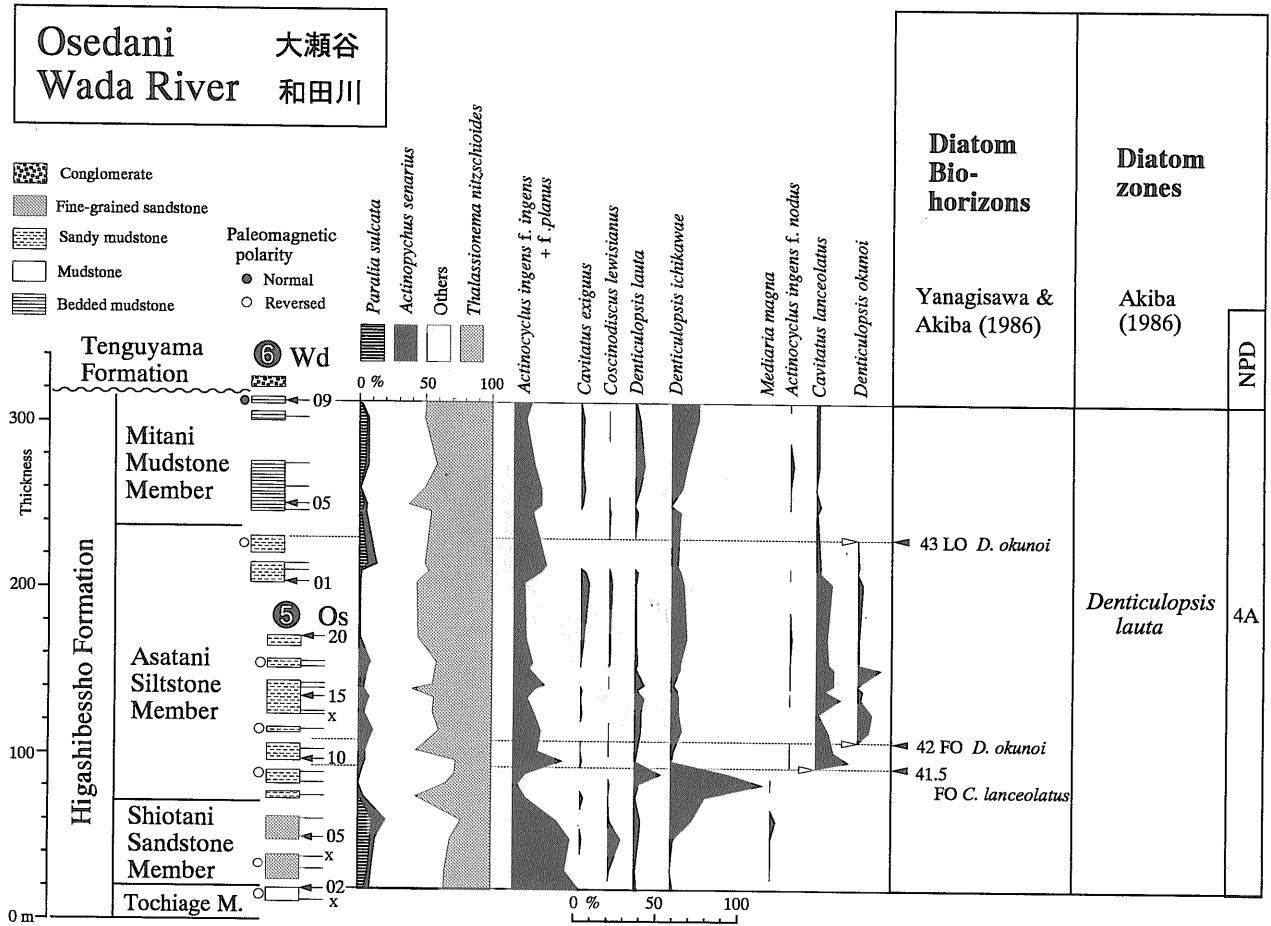 Osedani 大瀬谷
Wada River 和田川
Conglomerate
Fine-grained sandstone
Sandy mudstone
Mudstone
Bedded mudstone
Paleomagnetic
polarity
Normal
Reversed
Paralia sulcata
Actinopychus senarius
Others
Thalassionema nitzschioides
Actinocyclus ingens f. ingens
+ f .planus
Cavitatus exiguus
Coscinodiscus lewisianus
Denticulopsis lauta
Denticulopsis ichikawae
Mediaria magna
Actinocyclus ingens f. nodus
Cavitatus lanceolatus
Denticulopsis okunoi
Diatom
Bio-
horizons
Yanagisawa &
Akiba (1986)
Diatom
zones
Akiba
(1986)
NPD
Tenguyama
Formation
6 Wd
0 % 50 100
09
300
Thickness
Mitani
Mudstone
Member
05
43 LO D. okunoi
01
200
5 Os
20
Denticulopsis
lauta
4A
Higashibessho Formation
Asatani
Siltstone
Member
15
x
10
100
42 FO D. okunoi
41.5
FO C. lanceolatus
Shiotani
Sandstone
Member
05
x
02
Tochiage M.
x
0 m
0 % 50 100